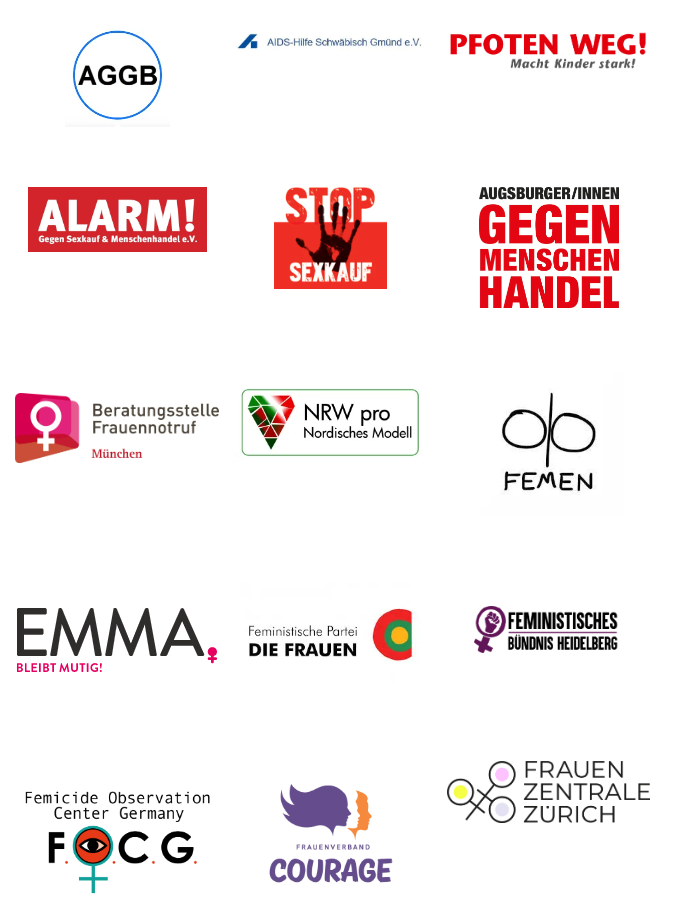 AGGB
AIDS-Hilfe Schwäbisch Gmünd e.V.
PFOTEN WEG!
Macht Kinder stark!
ALARM!
Gegen Sexkauf & Menschenhandel e.V.
STOP
SEXKAUF
AUGSBURGER/INNEN
GEGEN
MENSCHEN
HANDEL
Beratungsstelle
Frauennotruf
München
NRW pro
Nordisches Modell
FEMEN
EMMA
BLEIBT MUTIG!
Feministische Partei
DIE FRAUEN
FEMINISTISCHES
BÜNDNIS HEIDELBERG
Femicide Observation
Center Germany
F.O.C.G.
FRAUENVERBAND
COURAGE
FRAUEN
ZENTRALE
ZÜRICH